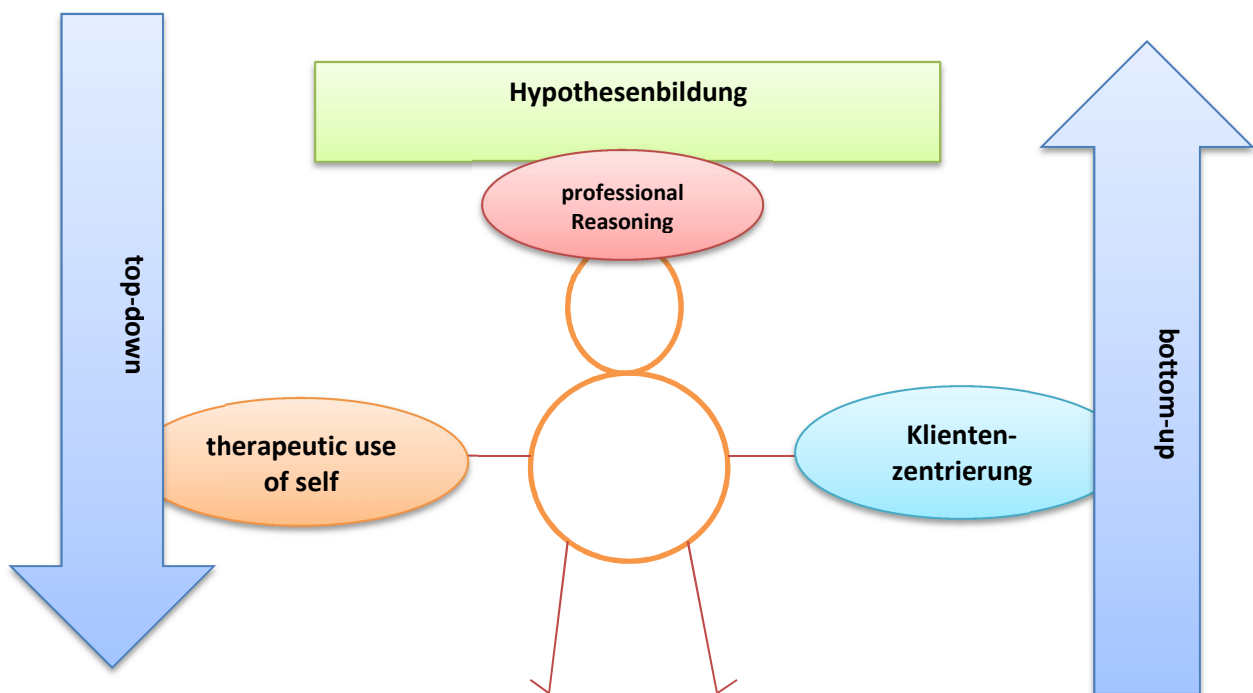 Hypothesenbildung
professional
Reasoning
top-down
therapeutic use
of self
Klienten-
zentrierung
bottom-up